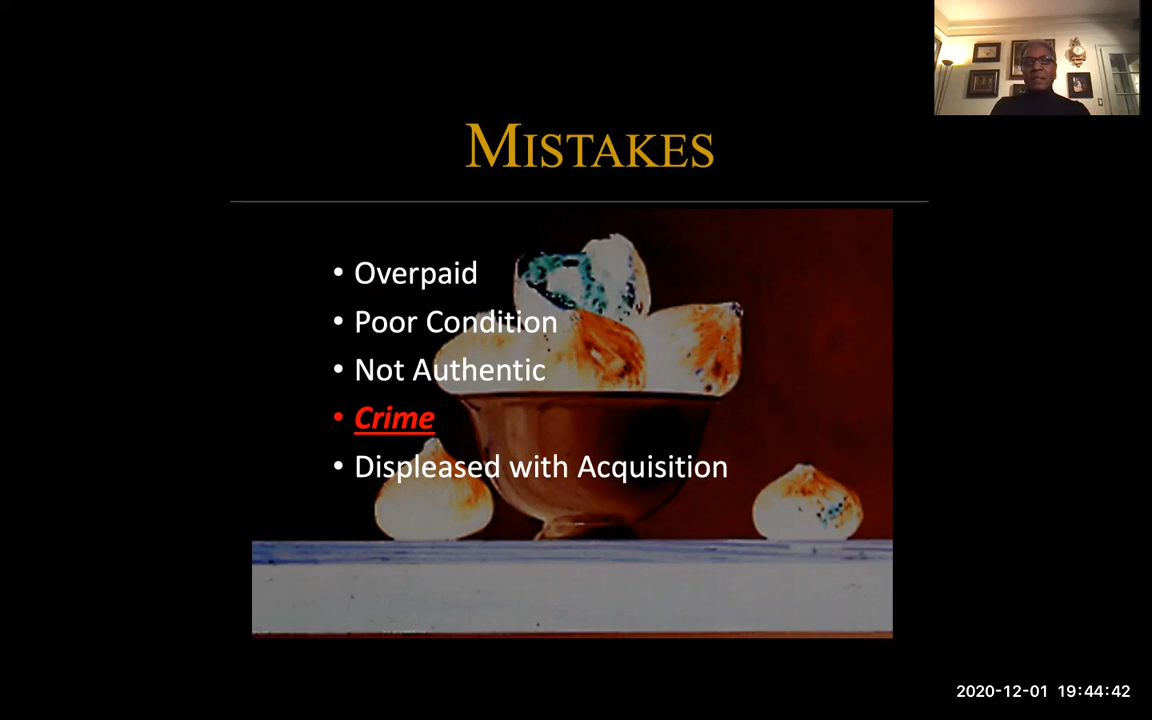 MISTAKES
• Overpaid
• Poor Condition
• Not Authentic
• Crime
• Displeased with Acquisition
2020-12-01 19:44:42